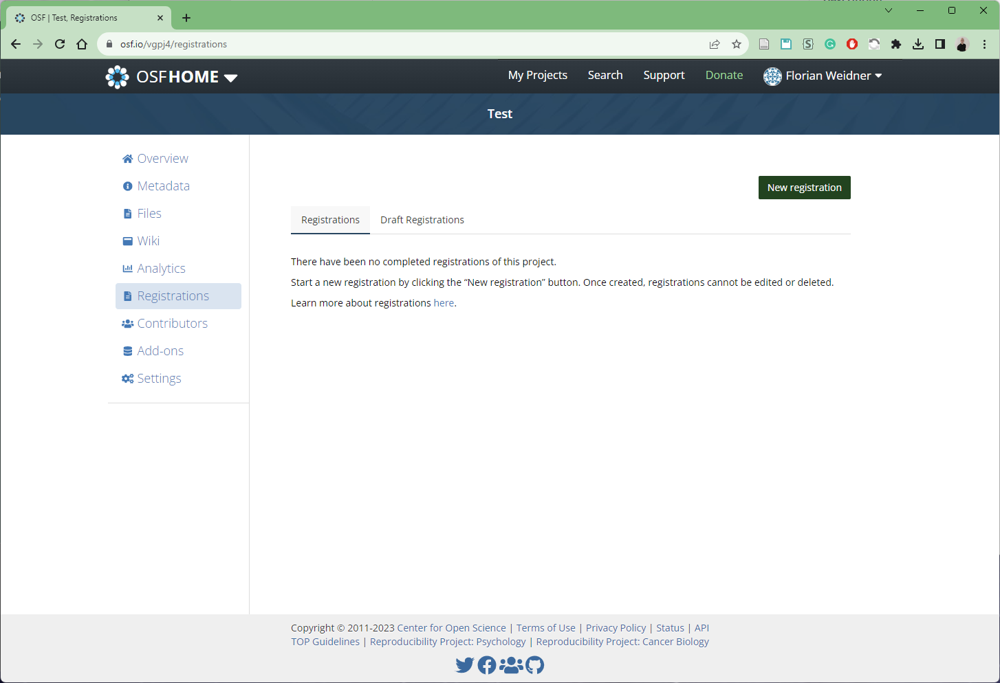 OSF | Test, Registrations
osf.io/vgpj4/registrations
OSFHOME
My Projects
Search
Support
Donate
Florian Weidner
Test
Overview
Metadata
Files
Wiki
Analytics
Registrations
Contributors
Add-ons
Settings
New registration
Registrations
Draft Registrations
There have been no completed registrations of this project.
Start a new registration by clicking the “New registration” button. Once created, registrations cannot be edited or deleted.
Learn more about registrations here.
Copyright © 2011-2023 Center for Open Science | Terms of Use | Privacy Policy | Status | API
TOP Guidelines | Reproducibility Project: Psychology | Reproducibility Project: Cancer Biology